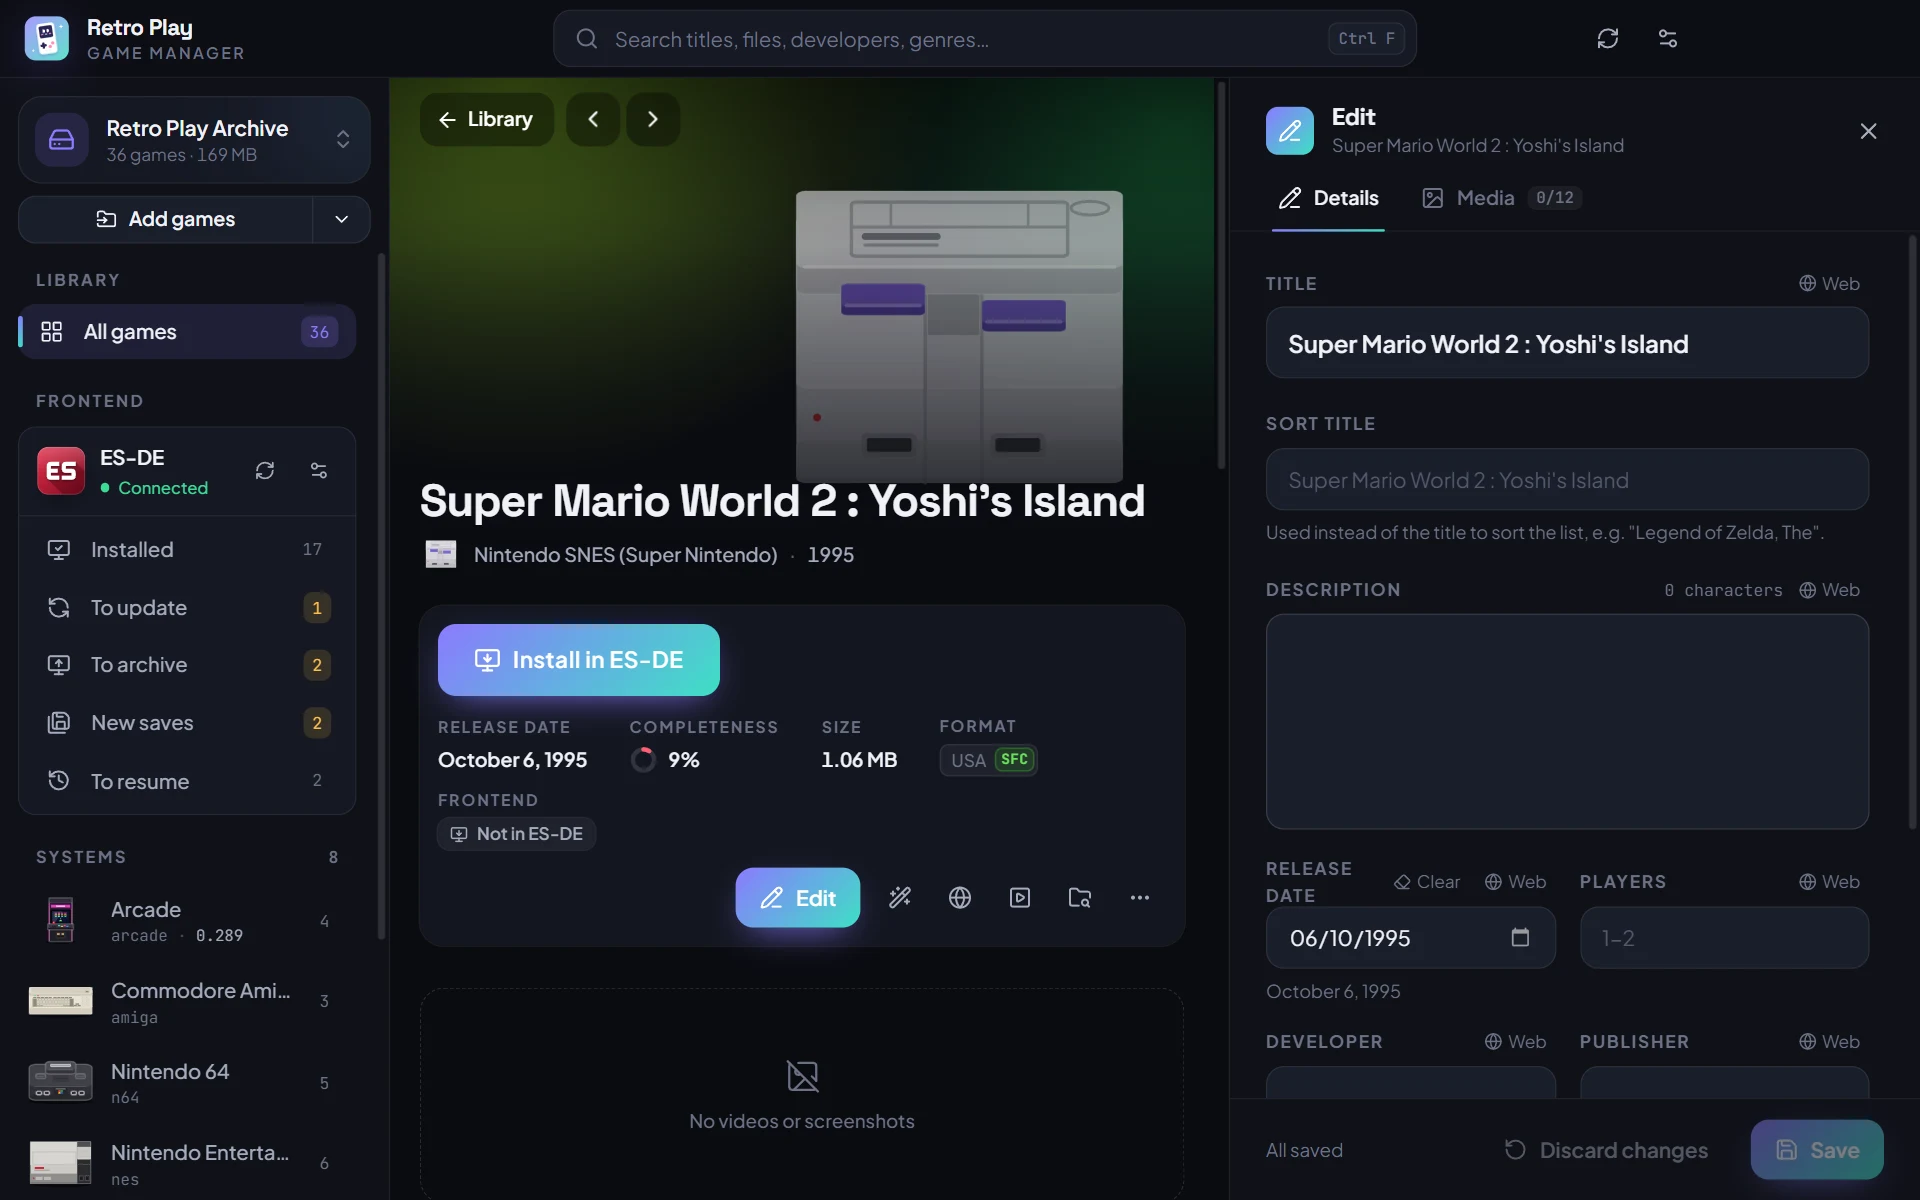 Retro Play
GAME MANAGER
Search titles, files, developers, genres...
Ctrl F
Retro Play Archive
36 games · 169 MB
Add games
LIBRARY
All games
36
FRONTEND
ES
ES-DE
Connected
Installed
17
To update
1
To archive
2
New saves
2
To resume
2
SYSTEMS
8
Arcade
arcade · 0.289
4
Commodore Ami...
amiga
3
Nintendo 64
n64
5
Nintendo Enterta...
nes
6
Library
Super Mario World 2 : Yoshi's Island
Nintendo SNES (Super Nintendo) · 1995
Install in ES-DE
RELEASE DATE
October 6, 1995
COMPLETENESS
9%
SIZE
1.06 MB
FORMAT
USA SFC
FRONTEND
Not in ES-DE
Edit
No videos or screenshots
Edit
Super Mario World 2 : Yoshi's Island
Details
Media
0/12
TITLE
Web
Super Mario World 2 : Yoshi's Island
SORT TITLE
Super Mario World 2 : Yoshi's Island
Used instead of the title to sort the list, e.g. "Legend of Zelda, The".
DESCRIPTION
0 characters
Web
RELEASE
DATE
Clear
Web
06/10/1995
October 6, 1995
PLAYERS
Web
1-2
DEVELOPER
Web
PUBLISHER
Web
All saved
Discard changes
Save